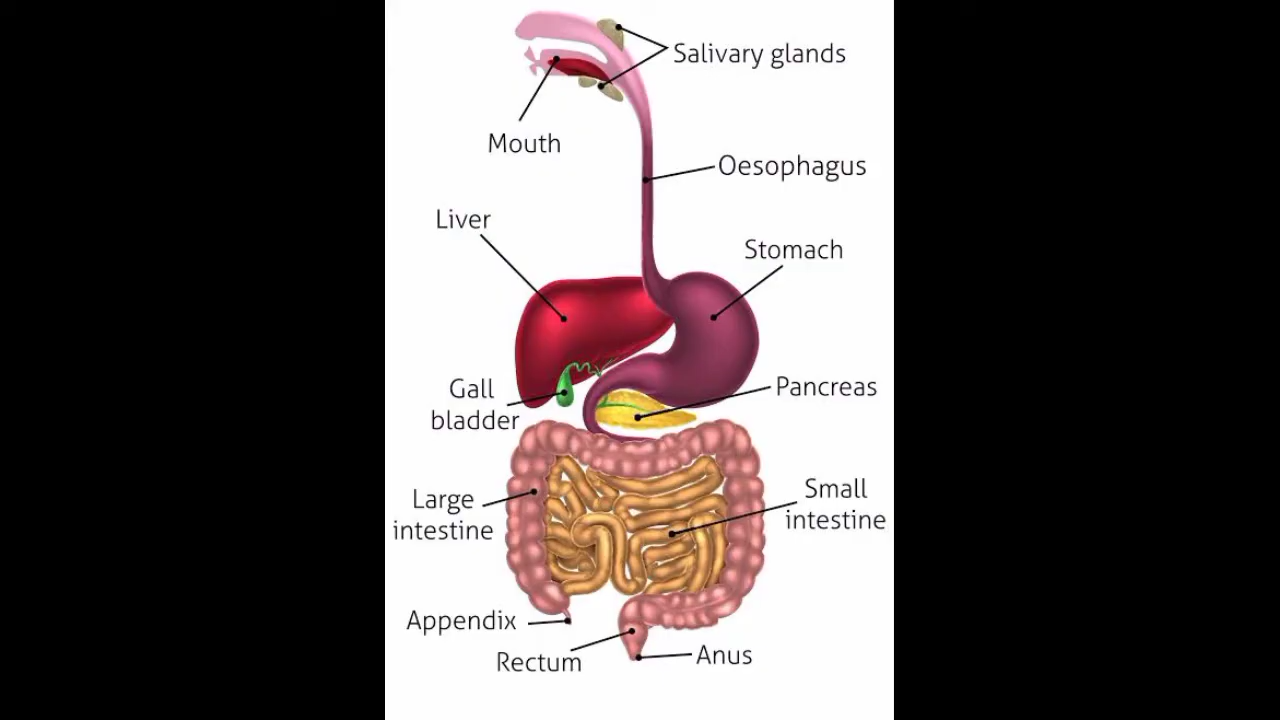 Salivary glands
Mouth
Oesophagus
Liver
Stomach
Gall
bladder
Pancreas
Large
intestine
Small
intestine
Appendix
Rectum
Anus